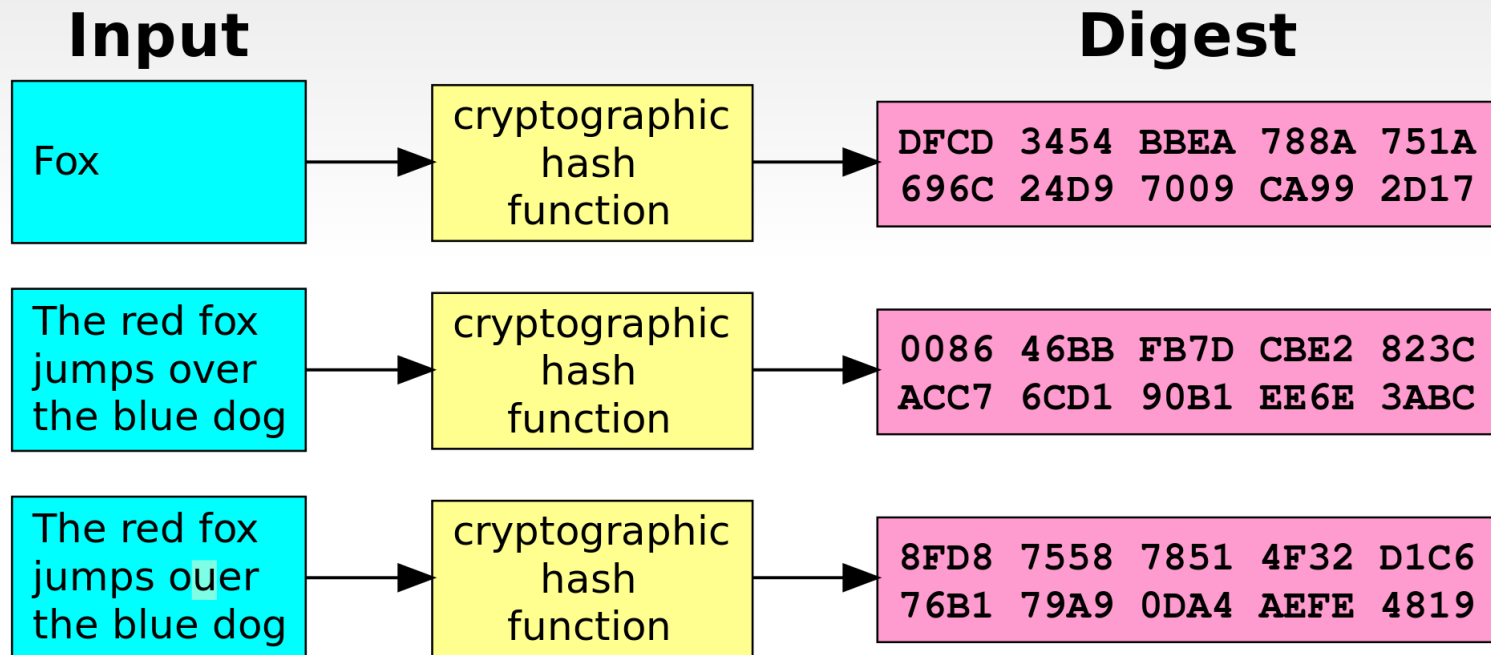 Input
Digest
Fox
cryptographic
hash
function
DFCD 3454 BBEA 788A 751A
696C 24D9 7009 CA99 2D17
The red fox
jumps over
the blue dog
cryptographic
hash
function
0086 46BB FB7D CBE2 823C
ACC7 6CD1 90B1 EE6E 3ABC
The red fox
jumps ouer
the blue dog
cryptographic
hash
function
8FD8 7558 7851 4F32 D1C6
76B1 79A9 0DA4 AEFE 4819